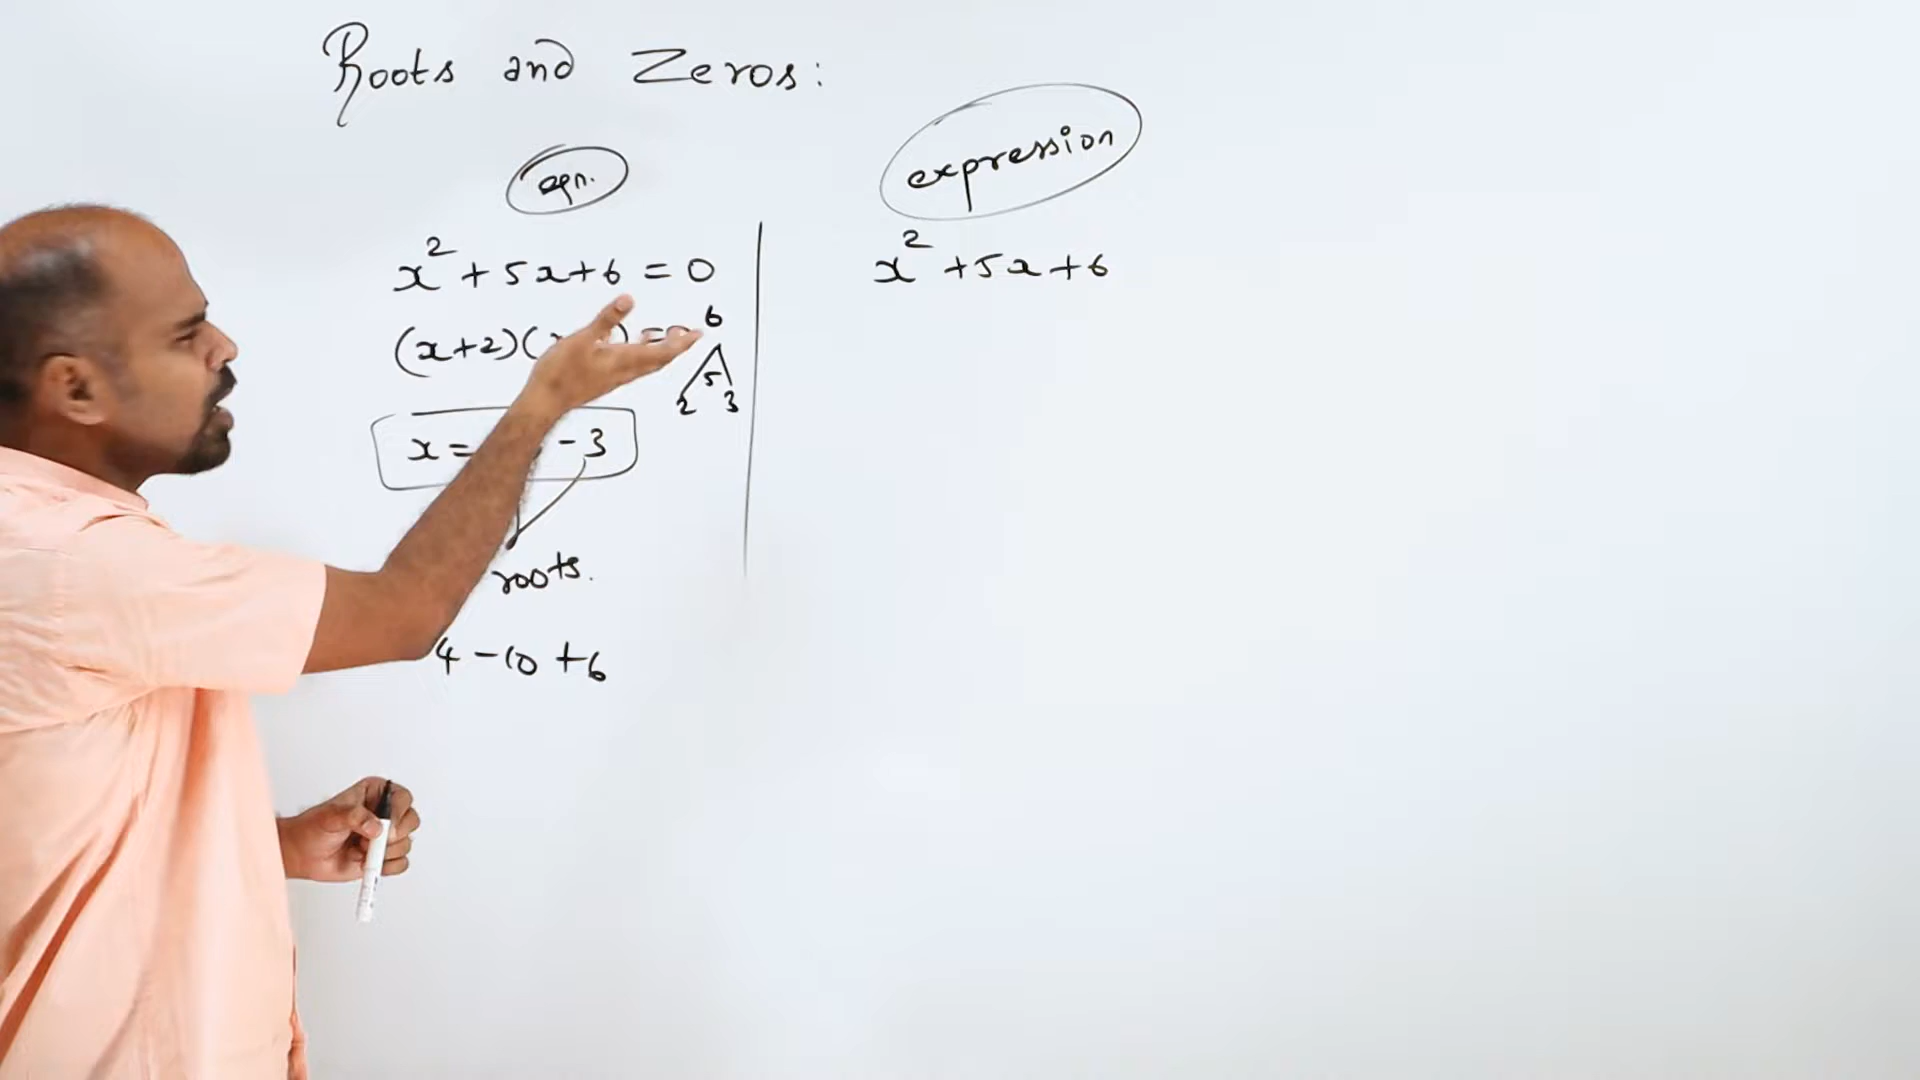 Roots and Zeros:
eqn.
expression
x² + 5x + 6 = 0
x² + 5x + 6
(x+2)( ) = 0
6
5
2 3
x = -3
roots.
4 - 10 + 6